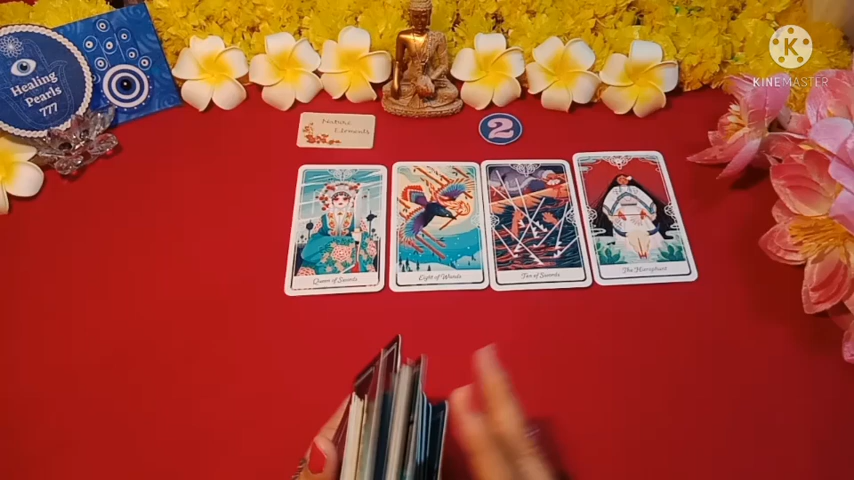 Healing
Pearls
777
KINEMASTER
Nature
Elements
2
Queen of Swords
Eight of Wands
Ten of Swords
The Hierophant